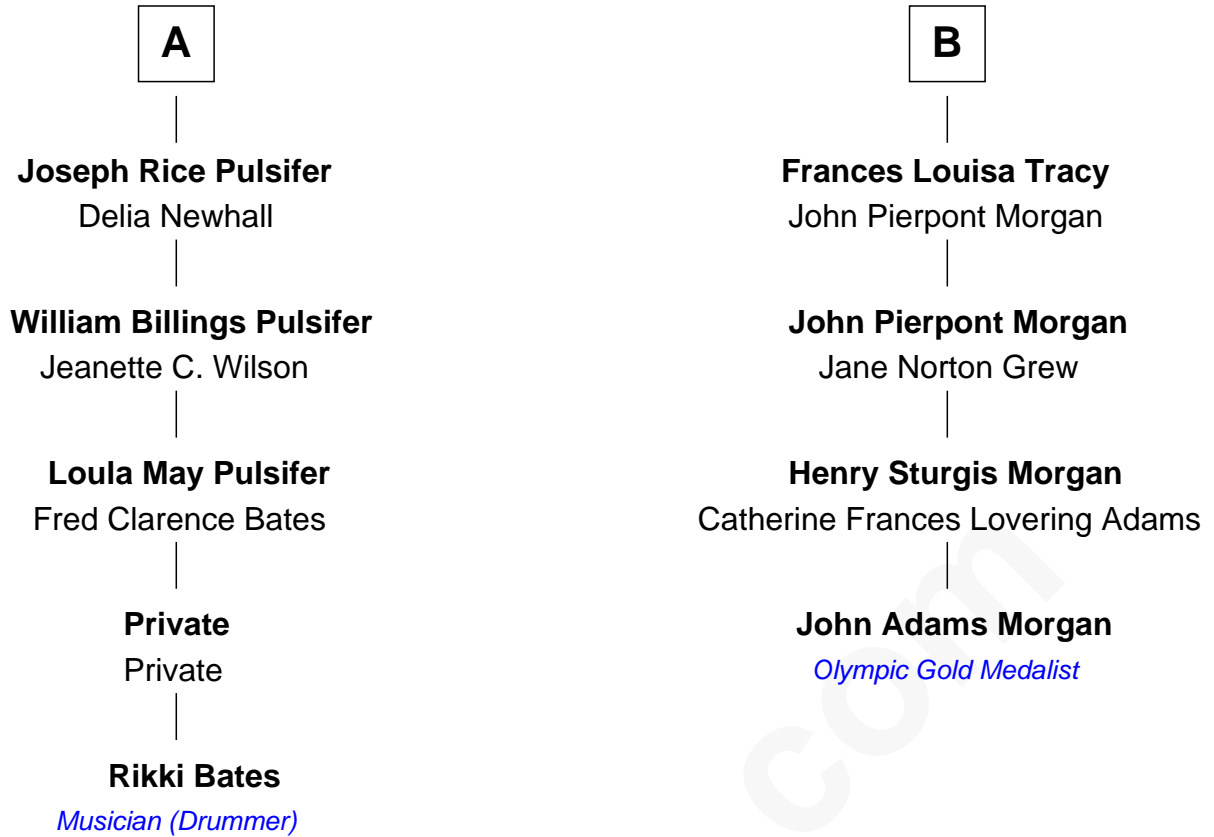 A
Joseph Rice Pulsifer
Delia Newhall
William Billings Pulsifer
Jeanette C. Wilson
Loula May Pulsifer
Fred Clarence Bates
Private
Private
Rikki Bates
Musician (Drummer)
B
Frances Louisa Tracy
John Pierpont Morgan
John Pierpont Morgan
Jane Norton Grew
Henry Sturgis Morgan
Catherine Frances Lovering Adams
John Adams Morgan
Olympic Gold Medalist
com